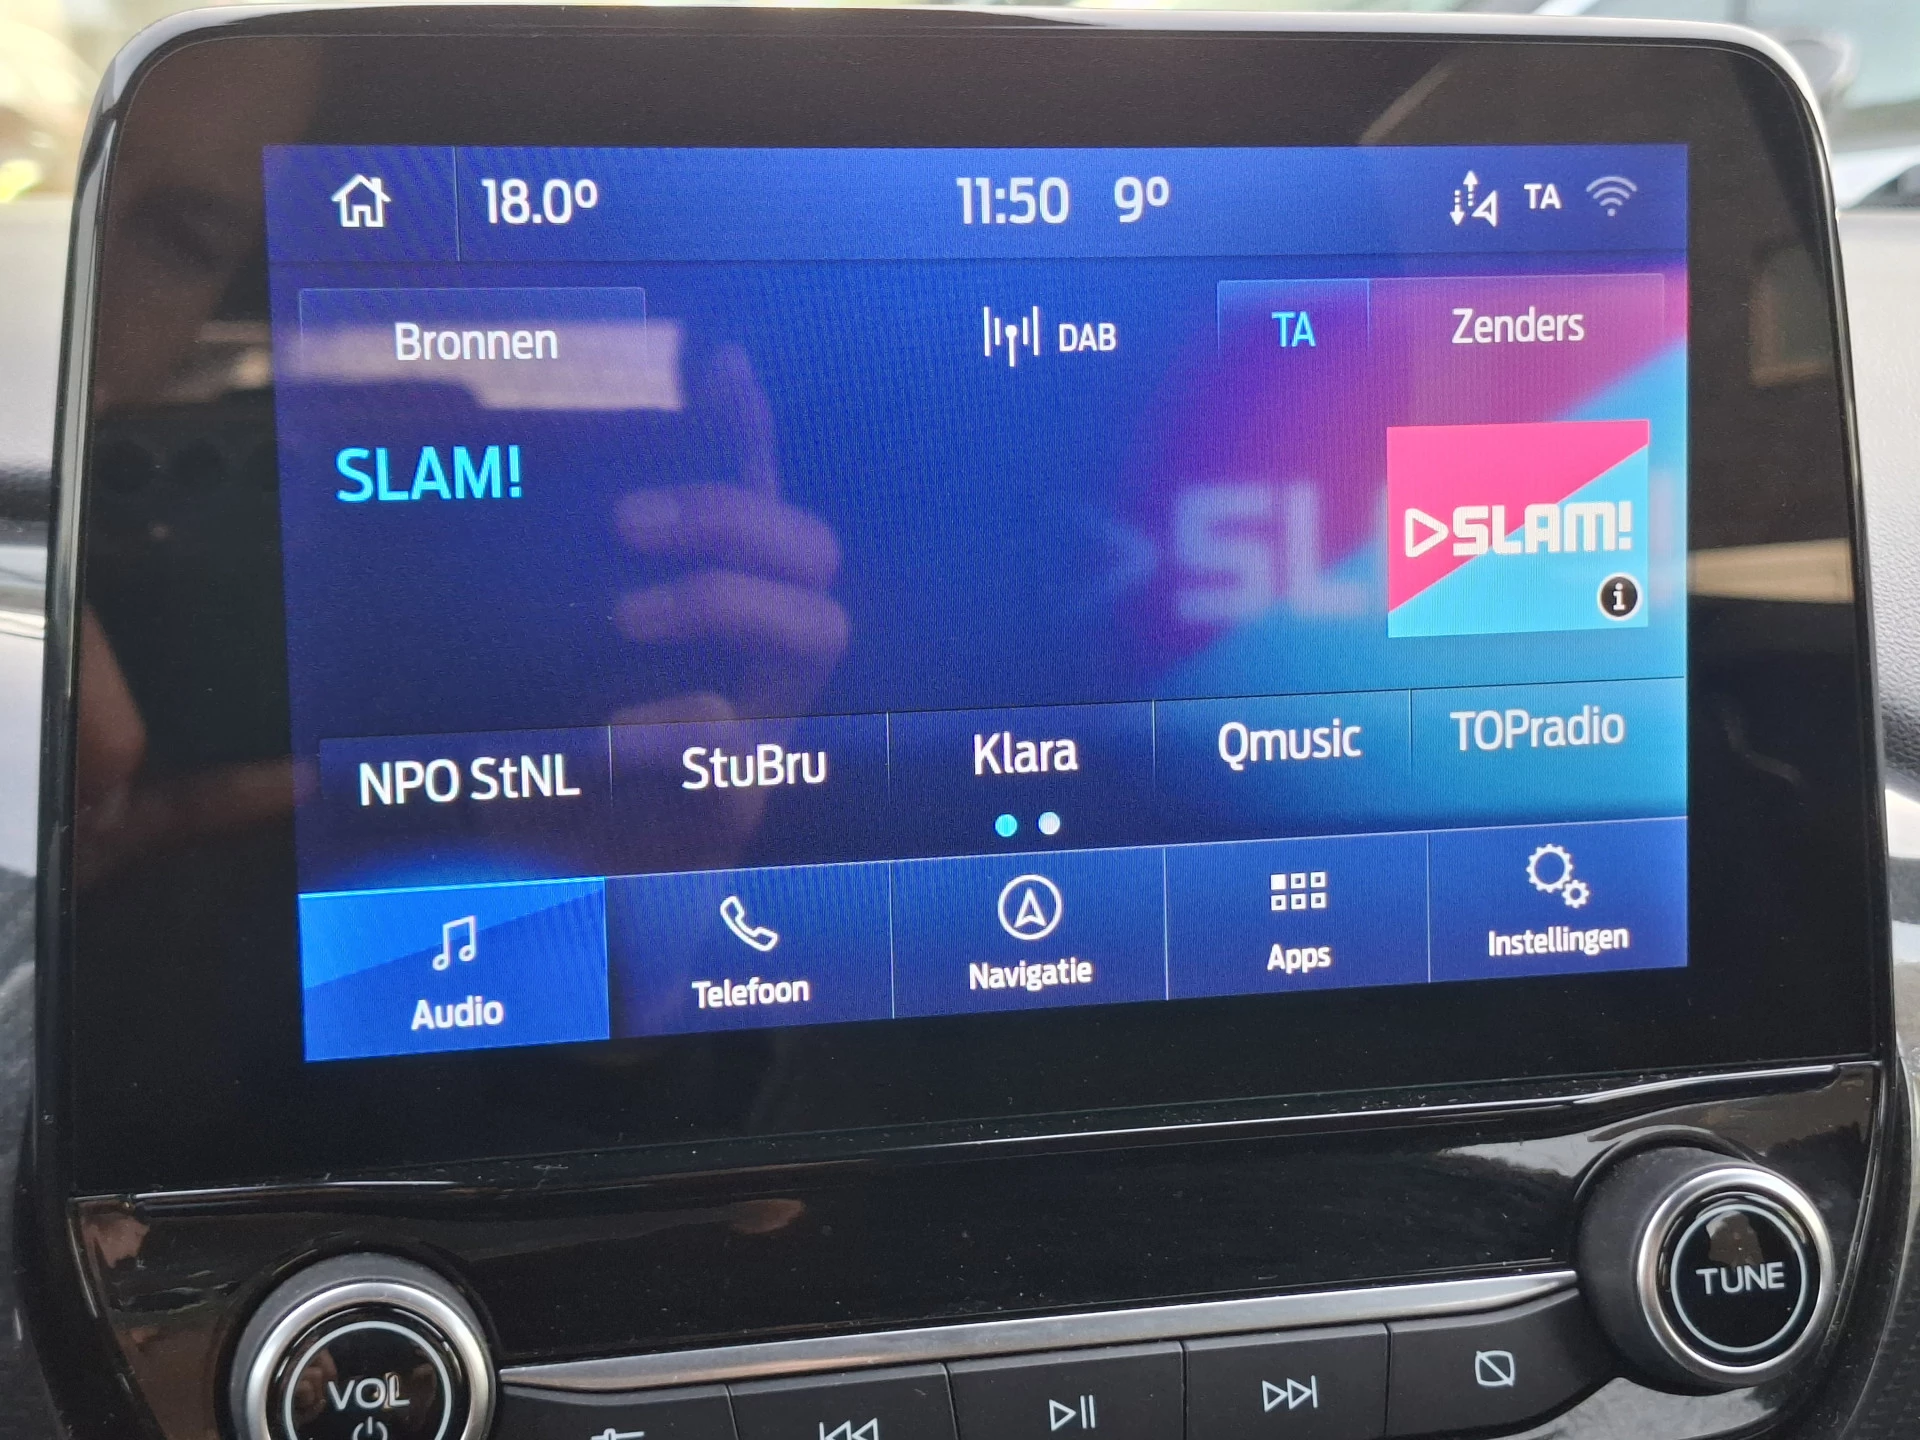 18.0° 11:50 9° TA
Bronnen DAB TA Zenders
SLAM!
SLAM!
SL
NPO StNL StuBru Klara Qmusic TOPradio
Audio Telefoon Navigatie Apps Instellingen
VOL TUNE